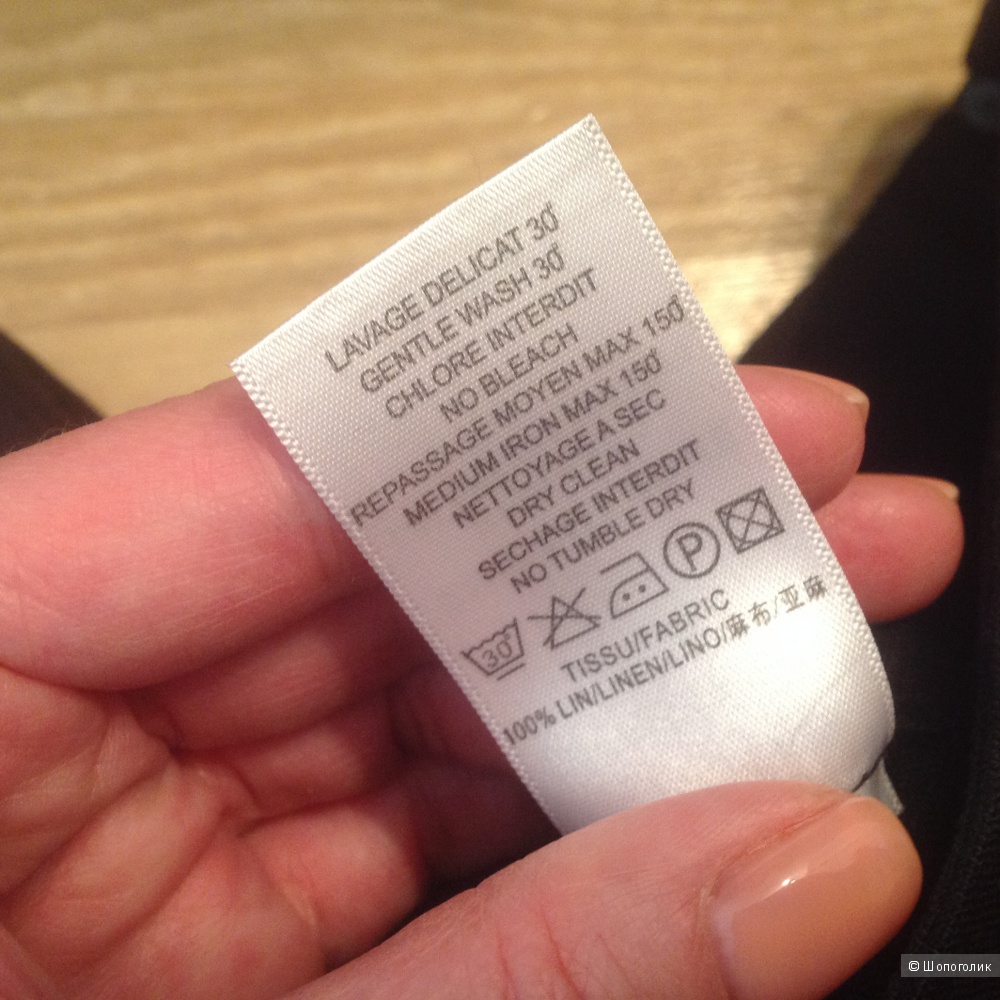 LAVAGE DELICAT 30°
GENTLE WASH 30°
CHLORE INTERDIT
NO BLEACH
REPASSAGE MOYEN MAX 150°
MEDIUM IRON MAX 150°
NETTOYAGE A SEC
DRY CLEAN
SECHAGE INTERDIT
NO TUMBLE DRY
30° P
TISSU/FABRIC
100% LIN/LINEN/LINO/麻布/亚麻
© Шопоголик